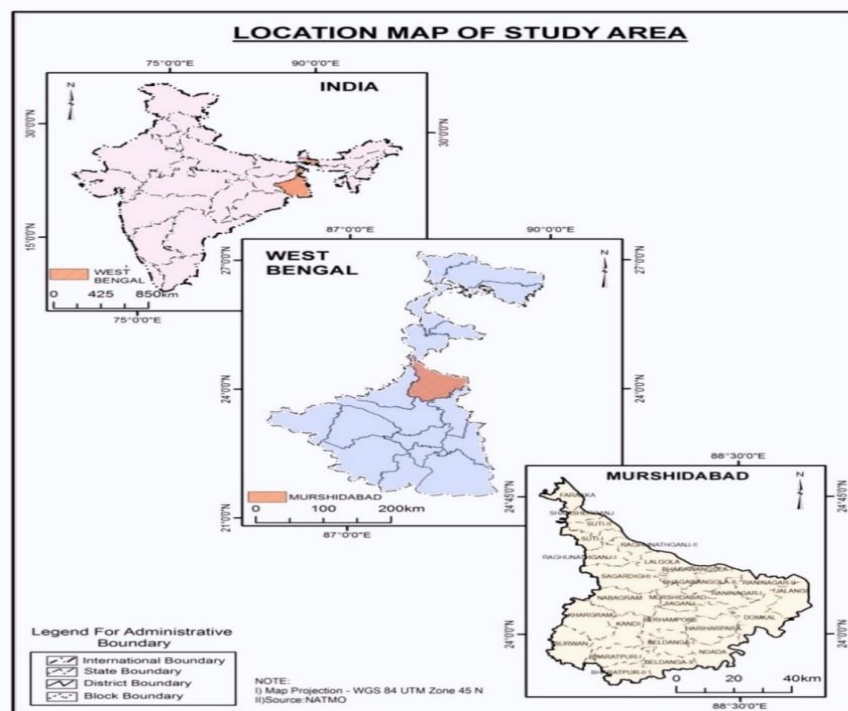 LOCATION MAP OF STUDY AREA
75°0'0"E
90°0'0"E
N
INDIA
30°0'0"N
30°0'0"N
15°0'0"N
WEST BENGAL
0 425 850km
75°0'0"E
87°0'0"E
90°0'0"E
WEST
BENGAL
N
27°0'0"N
27°0'0"N
24°0'0"N
24°0'0"N
21°0'0"N
MURSHIDABAD
0 100 200km
87°0'0"E
88°30'0"E
MURSHIDABAD
N
24°45'0"N
24°45'0"N
FARAKKA
SUTI-II
SUTI-I
RAGHUNATHGANJ-II
RAGHUNATHGANJ-I
LALGOLA
SAGARDIGHI
BHAGAWANGOLA-II
RANINAGAR-II
RANINAGAR-I
JALANGI
NABAGRAM
MURSHIDABAD
JIAGANJ
KHARGRAM
KANDI
BERHAMPORE
DOMKAL
HARIHARPARA
BURWAN
BELDANGA-I
NOADA
BHARATPUR-I
BELDANGA-II
BHARATPUR-II
24°0'0"N
24°0'0"N
0 20 40km
88°30'0"E
Legend For Administrative
Boundary
International Boundary
State Boundary
District Boundary
Block Boundary
NOTE:
I) Map Projection - WGS 84 UTM Zone 45 N
II)Source:NATMO